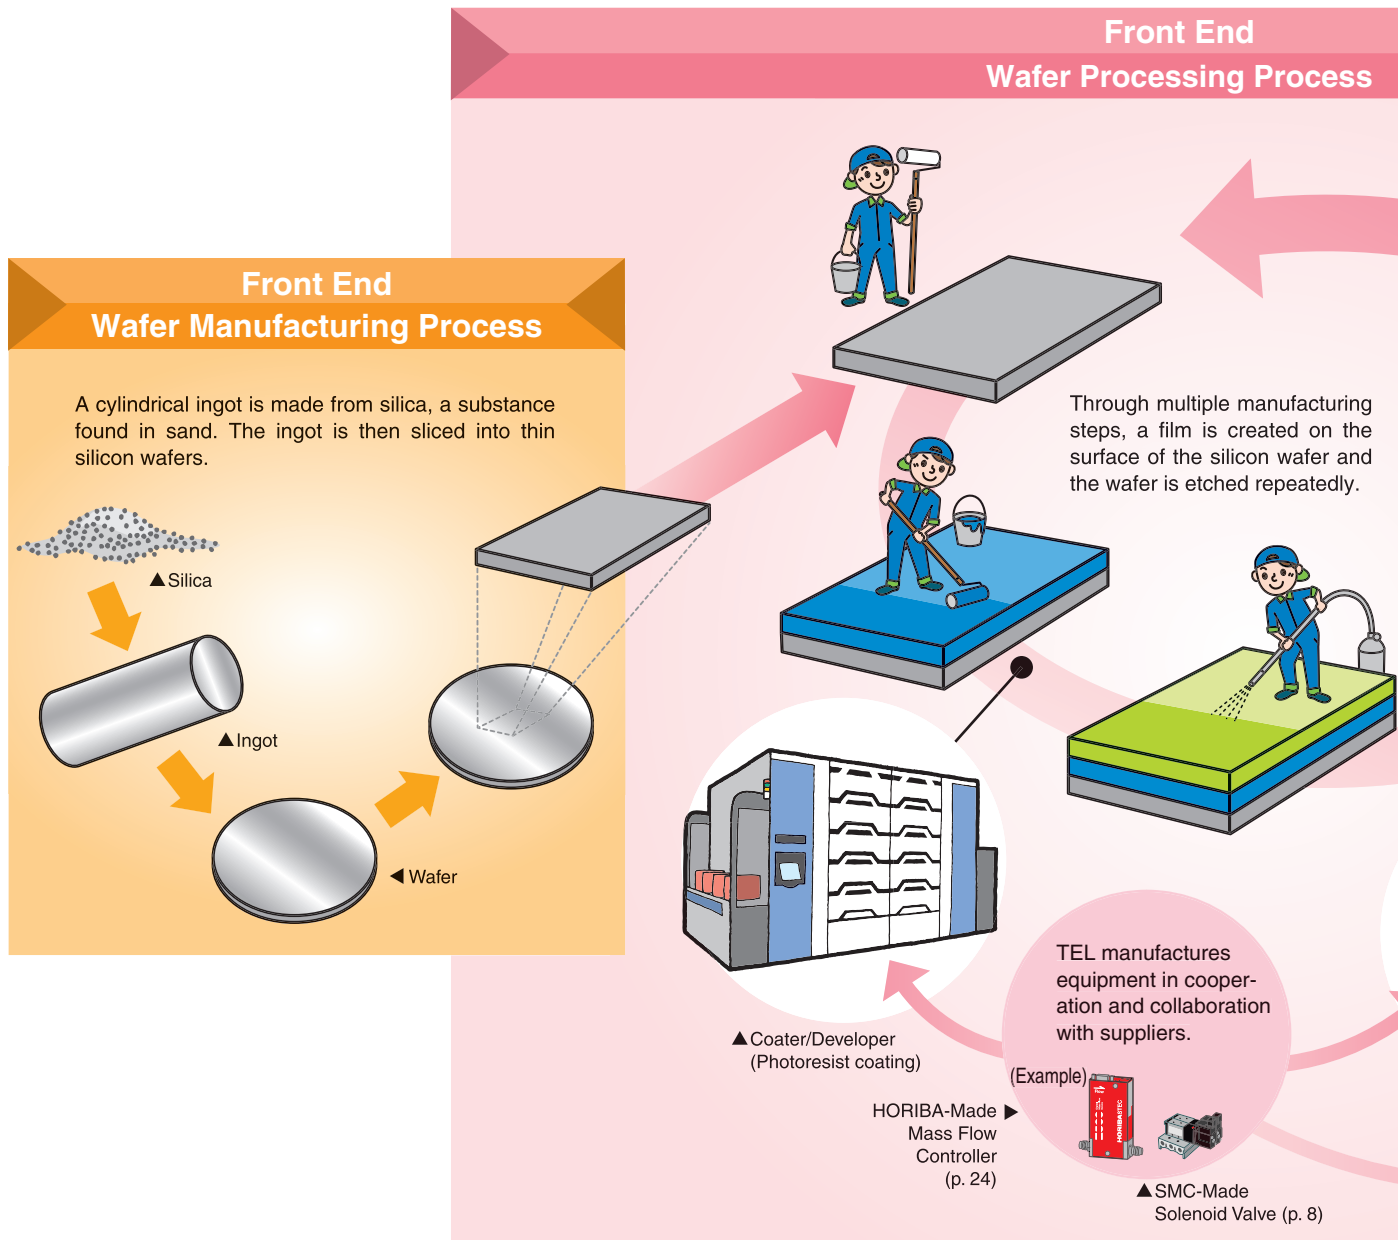 Front End
Wafer Processing Process
Front End
Wafer Manufacturing Process
A cylindrical ingot is made from silica, a substance
found in sand. The ingot is then sliced into thin
silicon wafers.
▲Silica
▲Ingot
◀Wafer
Through multiple manufacturing
steps, a film is created on the
surface of the silicon wafer and
the wafer is etched repeatedly.
▲Coater/Developer
(Photoresist coating)
TEL manufactures
equipment in cooper-
ation and collaboration
with suppliers.
(Example)
HORIBASTEC
HORIBA-Made ▶
Mass Flow
Controller
(p. 24)
▲SMC-Made
Solenoid Valve (p. 8)